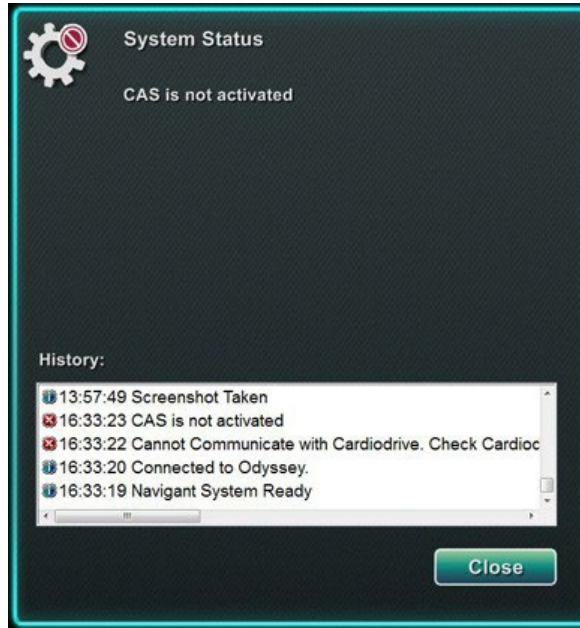 System Status
CAS is not activated
History:
13:57:49 Screenshot Taken
16:33:23 CAS is not activated
16:33:22 Cannot Communicate with Cardiodrive. Check Cardioc
16:33:20 Connected to Odyssey.
16:33:19 Navigant System Ready
Close